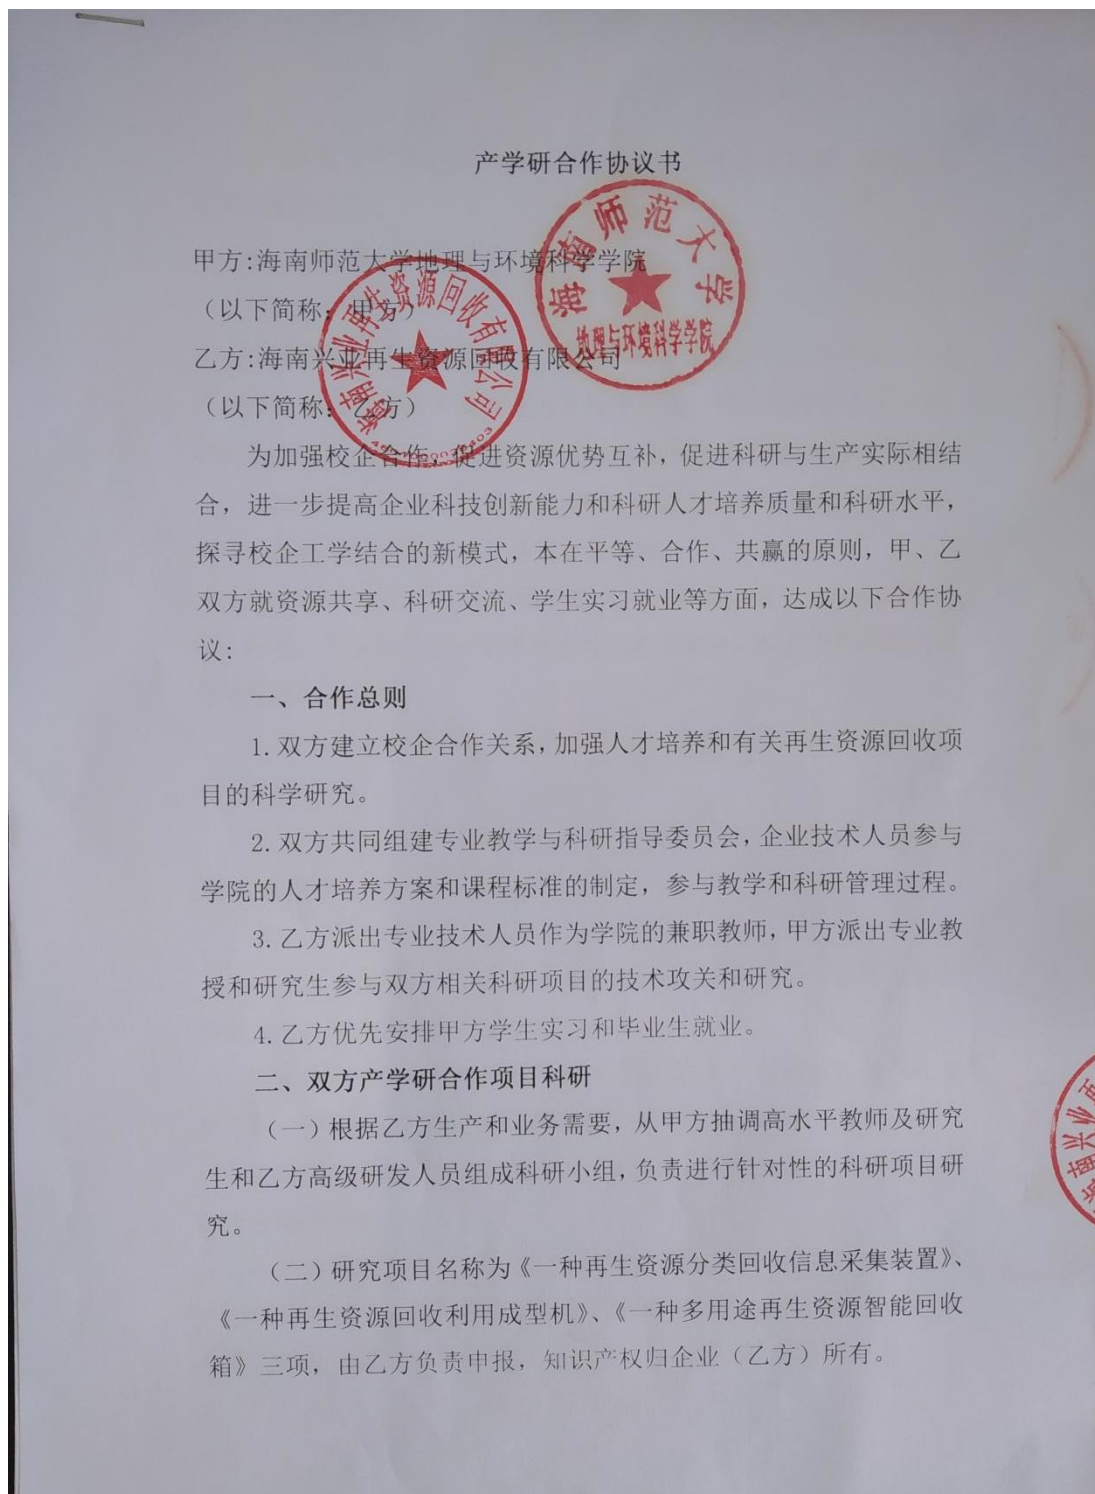 产学研合作协议书
甲方:海南师范大学地理与环境科学学院
（以下简称：甲方）
乙方:海南兴业再生资源回收有限公司
（以下简称：乙方）
为加强校企合作，促进资源优势互补，促进科研与生产实际相结
合，进一步提高企业科技创新能力和科研人才培养质量和科研水平，
探寻校企工学结合的新模式，本在平等、合作、共赢的原则，甲、乙
双方就资源共享、科研交流、学生实习就业等方面，达成以下合作协
议：
一、合作总则
1.双方建立校企合作关系，加强人才培养和有关再生资源回收项
目的科学研究。
2.双方共同组建专业教学与科研指导委员会，企业技术人员参与
学院的人才培养方案和课程标准的制定，参与教学和科研管理过程。
3.乙方派出专业技术人员作为学院的兼职教师，甲方派出专业教
授和研究生参与双方相关科研项目的技术攻关和研究。
4.乙方优先安排甲方学生实习和毕业生就业。
二、双方产学研合作项目科研
（一）根据乙方生产和业务需要，从甲方抽调高水平教师及研究
生和乙方高级研发人员组成科研小组，负责进行针对性的科研项目研
究。
（二）研究项目名称为《一种再生资源分类回收信息采集装置》、
《一种再生资源回收利用成型机》、《一种多用途再生资源智能回收
箱》三项，由乙方负责申报，知识产权归企业（乙方）所有。
海南师范大学
地理与环境科学学院
海南兴业再生资源回收有限公司
海南兴业再